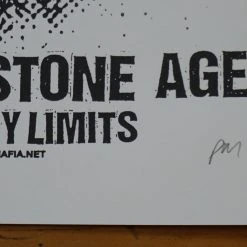 STONE AGE
Y LIMITS
AFIA.NET